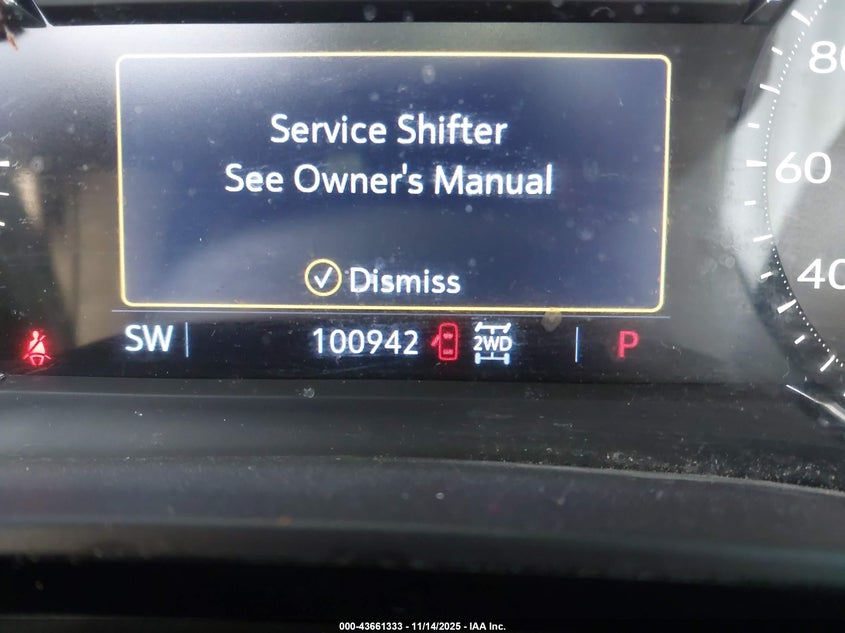 80
Service Shifter
See Owner's Manual
60
Dismiss
40
SW 100942 2WD P
000-43661333 - 11/14/2025 - IAA Inc.